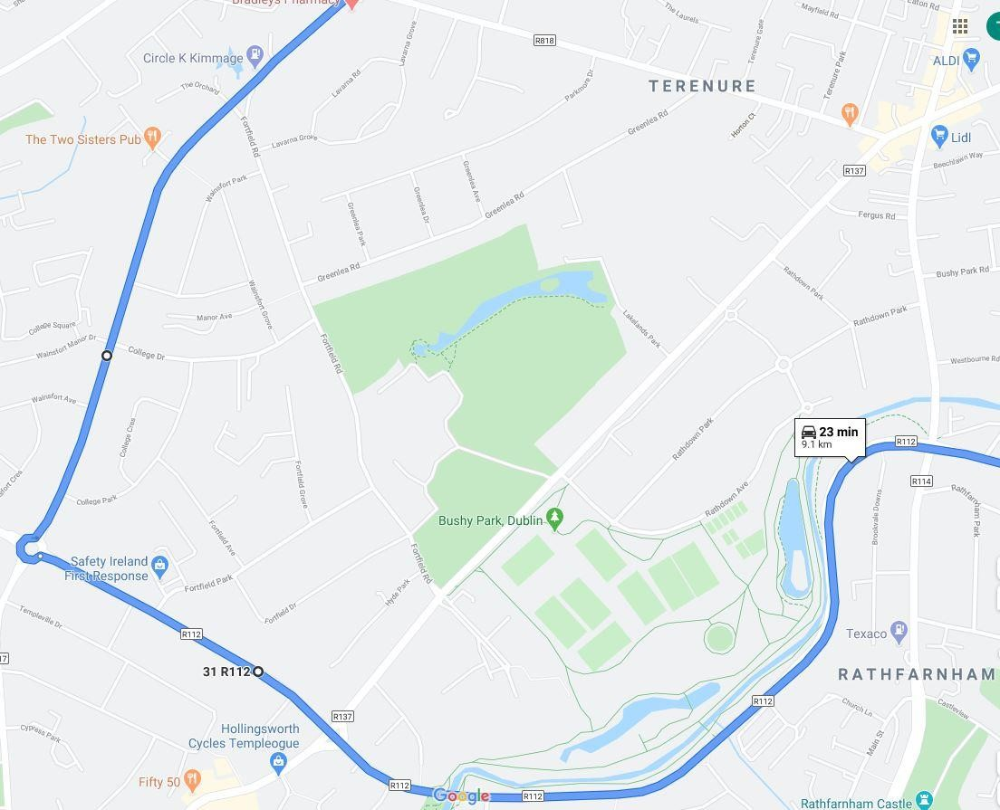 Bradleys Pharmacy
Eaton Rd
The Laurels
Mayfield Rd
R818
Circle K Kimmage
Lavarna Grove
Terenure Gate
ALDI
Lavarna Rd
Parkmore Dr
Terenure Park
TERENURE
The Orchard
Fortfield Rd
Greenlea Rd
Horton Ct
The Two Sisters Pub
Lavarna Grove
Lidl
Beechlawn Way
R137
Wainsfort Park
Greenlea Ave
Greenlea Dr
Greenlea Rd
Greenlea Park
Fergus Rd
Greenlea Rd
Rathdown Park
Bushy Park Rd
Wainsfort Grove
Manor Ave
College Square
Lakelands Park
Rathdown Park
Wainsfort Manor Dr
College Dr
Fortfield Rd
Westbourne Rd
Wainsfort Ave
College Cres
Rathdown Park
23 min
9.1 km
R112
Fortfield Grove
R114
College Park
Rathdown Ave
Brookvale Downs
Rathfarnham Park
Bushy Park, Dublin
Fortfield Ave
Safety Ireland
First Response
Fortfield Rd
Fortfield Park
Hyde Park
Templeville Dr
Fortfield Dr
R112
Texaco
31 R112
RATHFARNHAM
R137
R112
Church Ln
Castleview
Cypress Park
Hollingsworth
Cycles Templeogue
Main St
Fifty 50
R112
Google
R112
Rathfarnham Castle